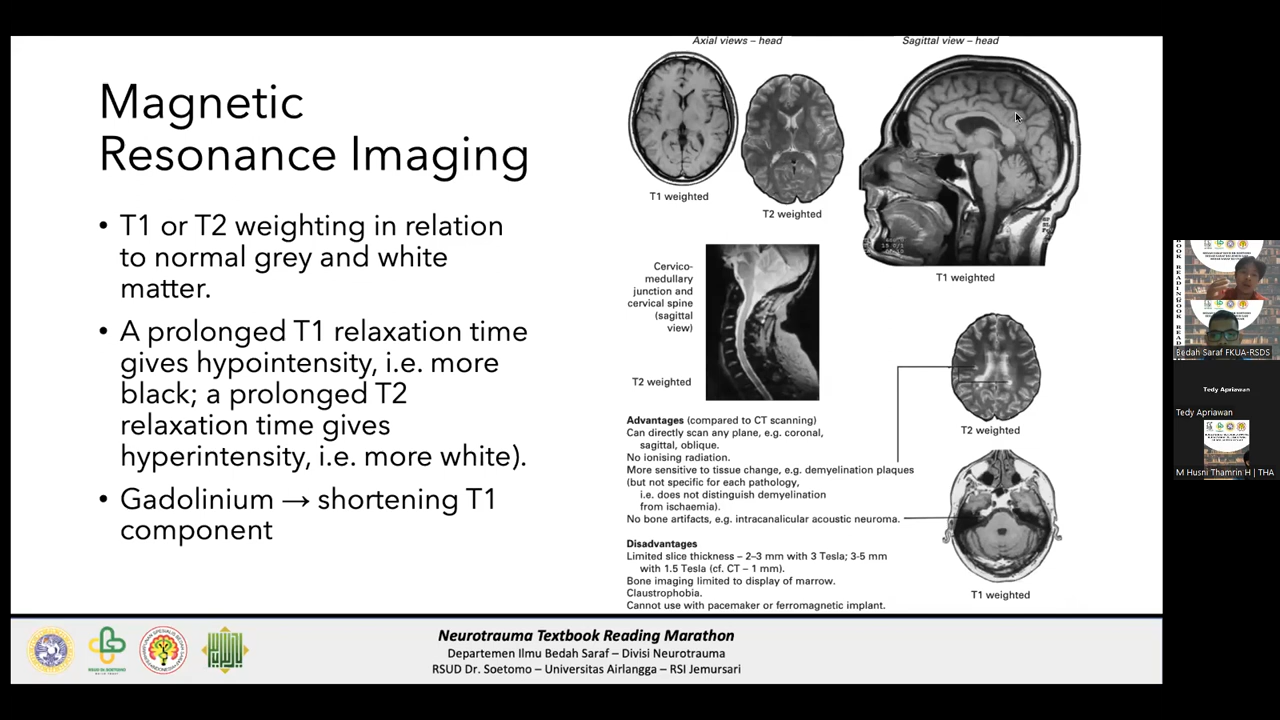 Magnetic
Resonance Imaging
• T1 or T2 weighting in relation
to normal grey and white
matter.
• A prolonged T1 relaxation time
gives hypointensity, i.e. more
black; a prolonged T2
relaxation time gives
hyperintensity, i.e. more white).
• Gadolinium → shortening T1
component
Axial views – head
Sagittal view – head
T1 weighted
T2 weighted
T1 weighted
Cervico-
medullary
junction and
cervical spine
(sagittal
view)
T2 weighted
T2 weighted
Advantages (compared to CT scanning)
Can directly scan any plane, e.g. coronal,
sagittal, oblique.
No ionising radiation.
More sensitive to tissue change, e.g. demyelination plaques
(but not specific for each pathology,
i.e. does not distinguish demyelination
from ischaemia).
No bone artifacts, e.g. intracanalicular acoustic neuroma.
Disadvantages
Limited slice thickness – 2–3 mm with 3 Tesla; 3-5 mm
with 1.5 Tesla (cf. CT – 1 mm).
Bone imaging limited to display of marrow.
Claustrophobia.
Cannot use with pacemaker or ferromagnetic implant.
T1 weighted
Neurotrauma Textbook Reading Marathon
Departemen Ilmu Bedah Saraf – Divisi Neurotrauma
RSUD Dr. Soetomo – Universitas Airlangga – RSI Jemursari
Bedah Saraf FKUA-RSDS
Tedy Apriawan
Tedy Apriawan
M Husni Thamrin H | THA